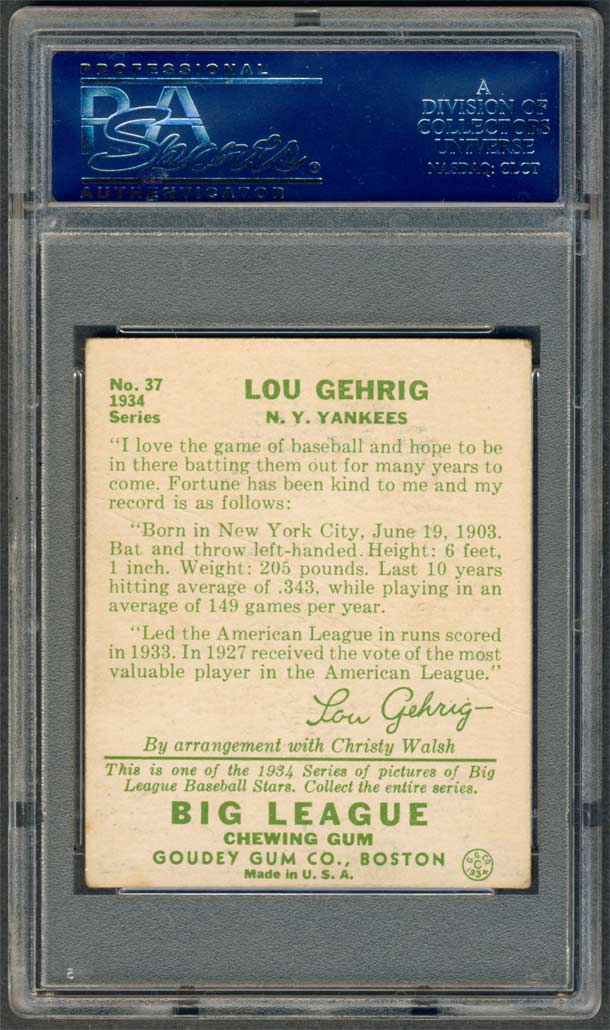 PROFESSIONAL
PSA
Sports
AUTHENTICATOR
A
DIVISION OF
COLLECTORS
UNIVERSE
NASDAQ: CLCT
No. 37
1934
Series
LOU GEHRIG
N. Y. YANKEES
"I love the game of baseball and hope to be
in there batting them out for many years to
come. Fortune has been kind to me and my
record is as follows:
"Born in New York City, June 19, 1903.
Bat and throw left-handed. Height: 6 feet,
1 inch. Weight: 205 pounds. Last 10 years
hitting average of .343, while playing in an
average of 149 games per year.
"Led the American League in runs scored
in 1933. In 1927 received the vote of the most
valuable player in the American League."
Lou Gehrig
By arrangement with Christy Walsh
This is one of the 1934 Series of pictures of Big
League Baseball Stars. Collect the entire series.
BIG LEAGUE
CHEWING GUM
GOUDEY GUM CO., BOSTON
Made in U. S. A.
G. G. CO.
C
1934
5